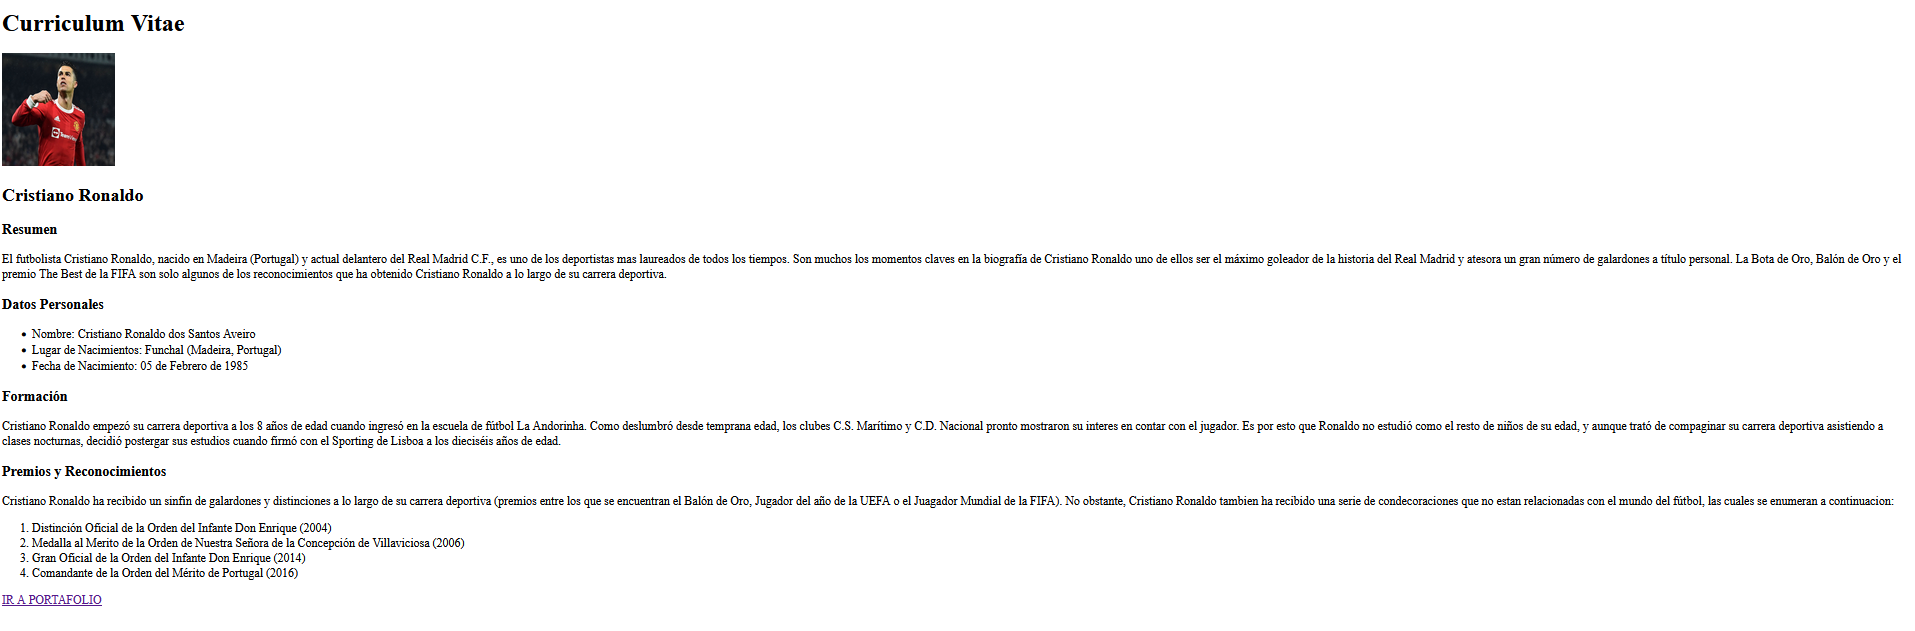 Curriculum Vitae
Cristiano Ronaldo
Resumen
El futbolista Cristiano Ronaldo, nacido en Madeira (Portugal) y actual delantero del Real Madrid C.F., es uno de los deportistas mas laureados de todos los tiempos. Son muchos los momentos claves en la biografía de Cristiano Ronaldo uno de ellos ser el máximo goleador de la historia del Real Madrid y atesora un gran número de galardones a título personal. La Bota de Oro, Balón de Oro y el
premio The Best de la FIFA son solo algunos de los reconocimientos que ha obtenido Cristiano Ronaldo a lo largo de su carrera deportiva.
Datos Personales
• Nombre: Cristiano Ronaldo dos Santos Aveiro
• Lugar de Nacimientos: Funchal (Madeira, Portugal)
• Fecha de Nacimiento: 05 de Febrero de 1985
Formación
Cristiano Ronaldo empezó su carrera deportiva a los 8 años de edad cuando ingresó en la escuela de fútbol La Andorinha. Como deslumbró desde temprana edad, los clubes C.S. Marítimo y C.D. Nacional pronto mostraron su interes en contar con el jugador. Es por esto que Ronaldo no estudió como el resto de niños de su edad, y aunque trató de compaginar su carrera deportiva asistiendo a
clases nocturnas, decidió postergar sus estudios cuando firmó con el Sporting de Lisboa a los dieciséis años de edad.
Premios y Reconocimientos
Cristiano Ronaldo ha recibido un sinfin de galardones y distinciones a lo largo de su carrera deportiva (premios entre los que se encuentran el Balón de Oro, Jugador del año de la UEFA o el Juagador Mundial de la FIFA). No obstante, Cristiano Ronaldo tambien ha recibido una serie de condecoraciones que no estan relacionadas con el mundo del fútbol, las cuales se enumeran a continuacion:
1. Distinción Oficial de la Orden del Infante Don Enrique (2004)
2. Medalla al Merito de la Orden de Nuestra Señora de la Concepción de Villaviciosa (2006)
3. Gran Oficial de la Orden del Infante Don Enrique (2014)
4. Comandante de la Orden del Mérito de Portugal (2016)
IR A PORTAFOLIO